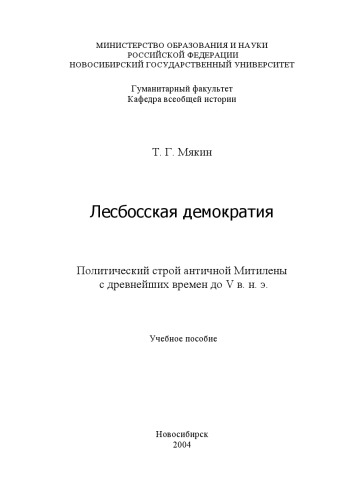 МИНИСТЕРСТВО ОБРАЗОВАНИЯ И НАУКИ
РОССИЙСКОЙ ФЕДЕРАЦИИ
НОВОСИБИРСКИЙ ГОСУДАРСТВЕННЫЙ УНИВЕРСИТЕТ
Гуманитарный факультет
Кафедра всеобщей истории
Т. Г. Мякин
Лесбосская демократия
Политический строй античной Митилены
с древнейших времен до V в. н. э.
Учебное пособие
Новосибирск
2004